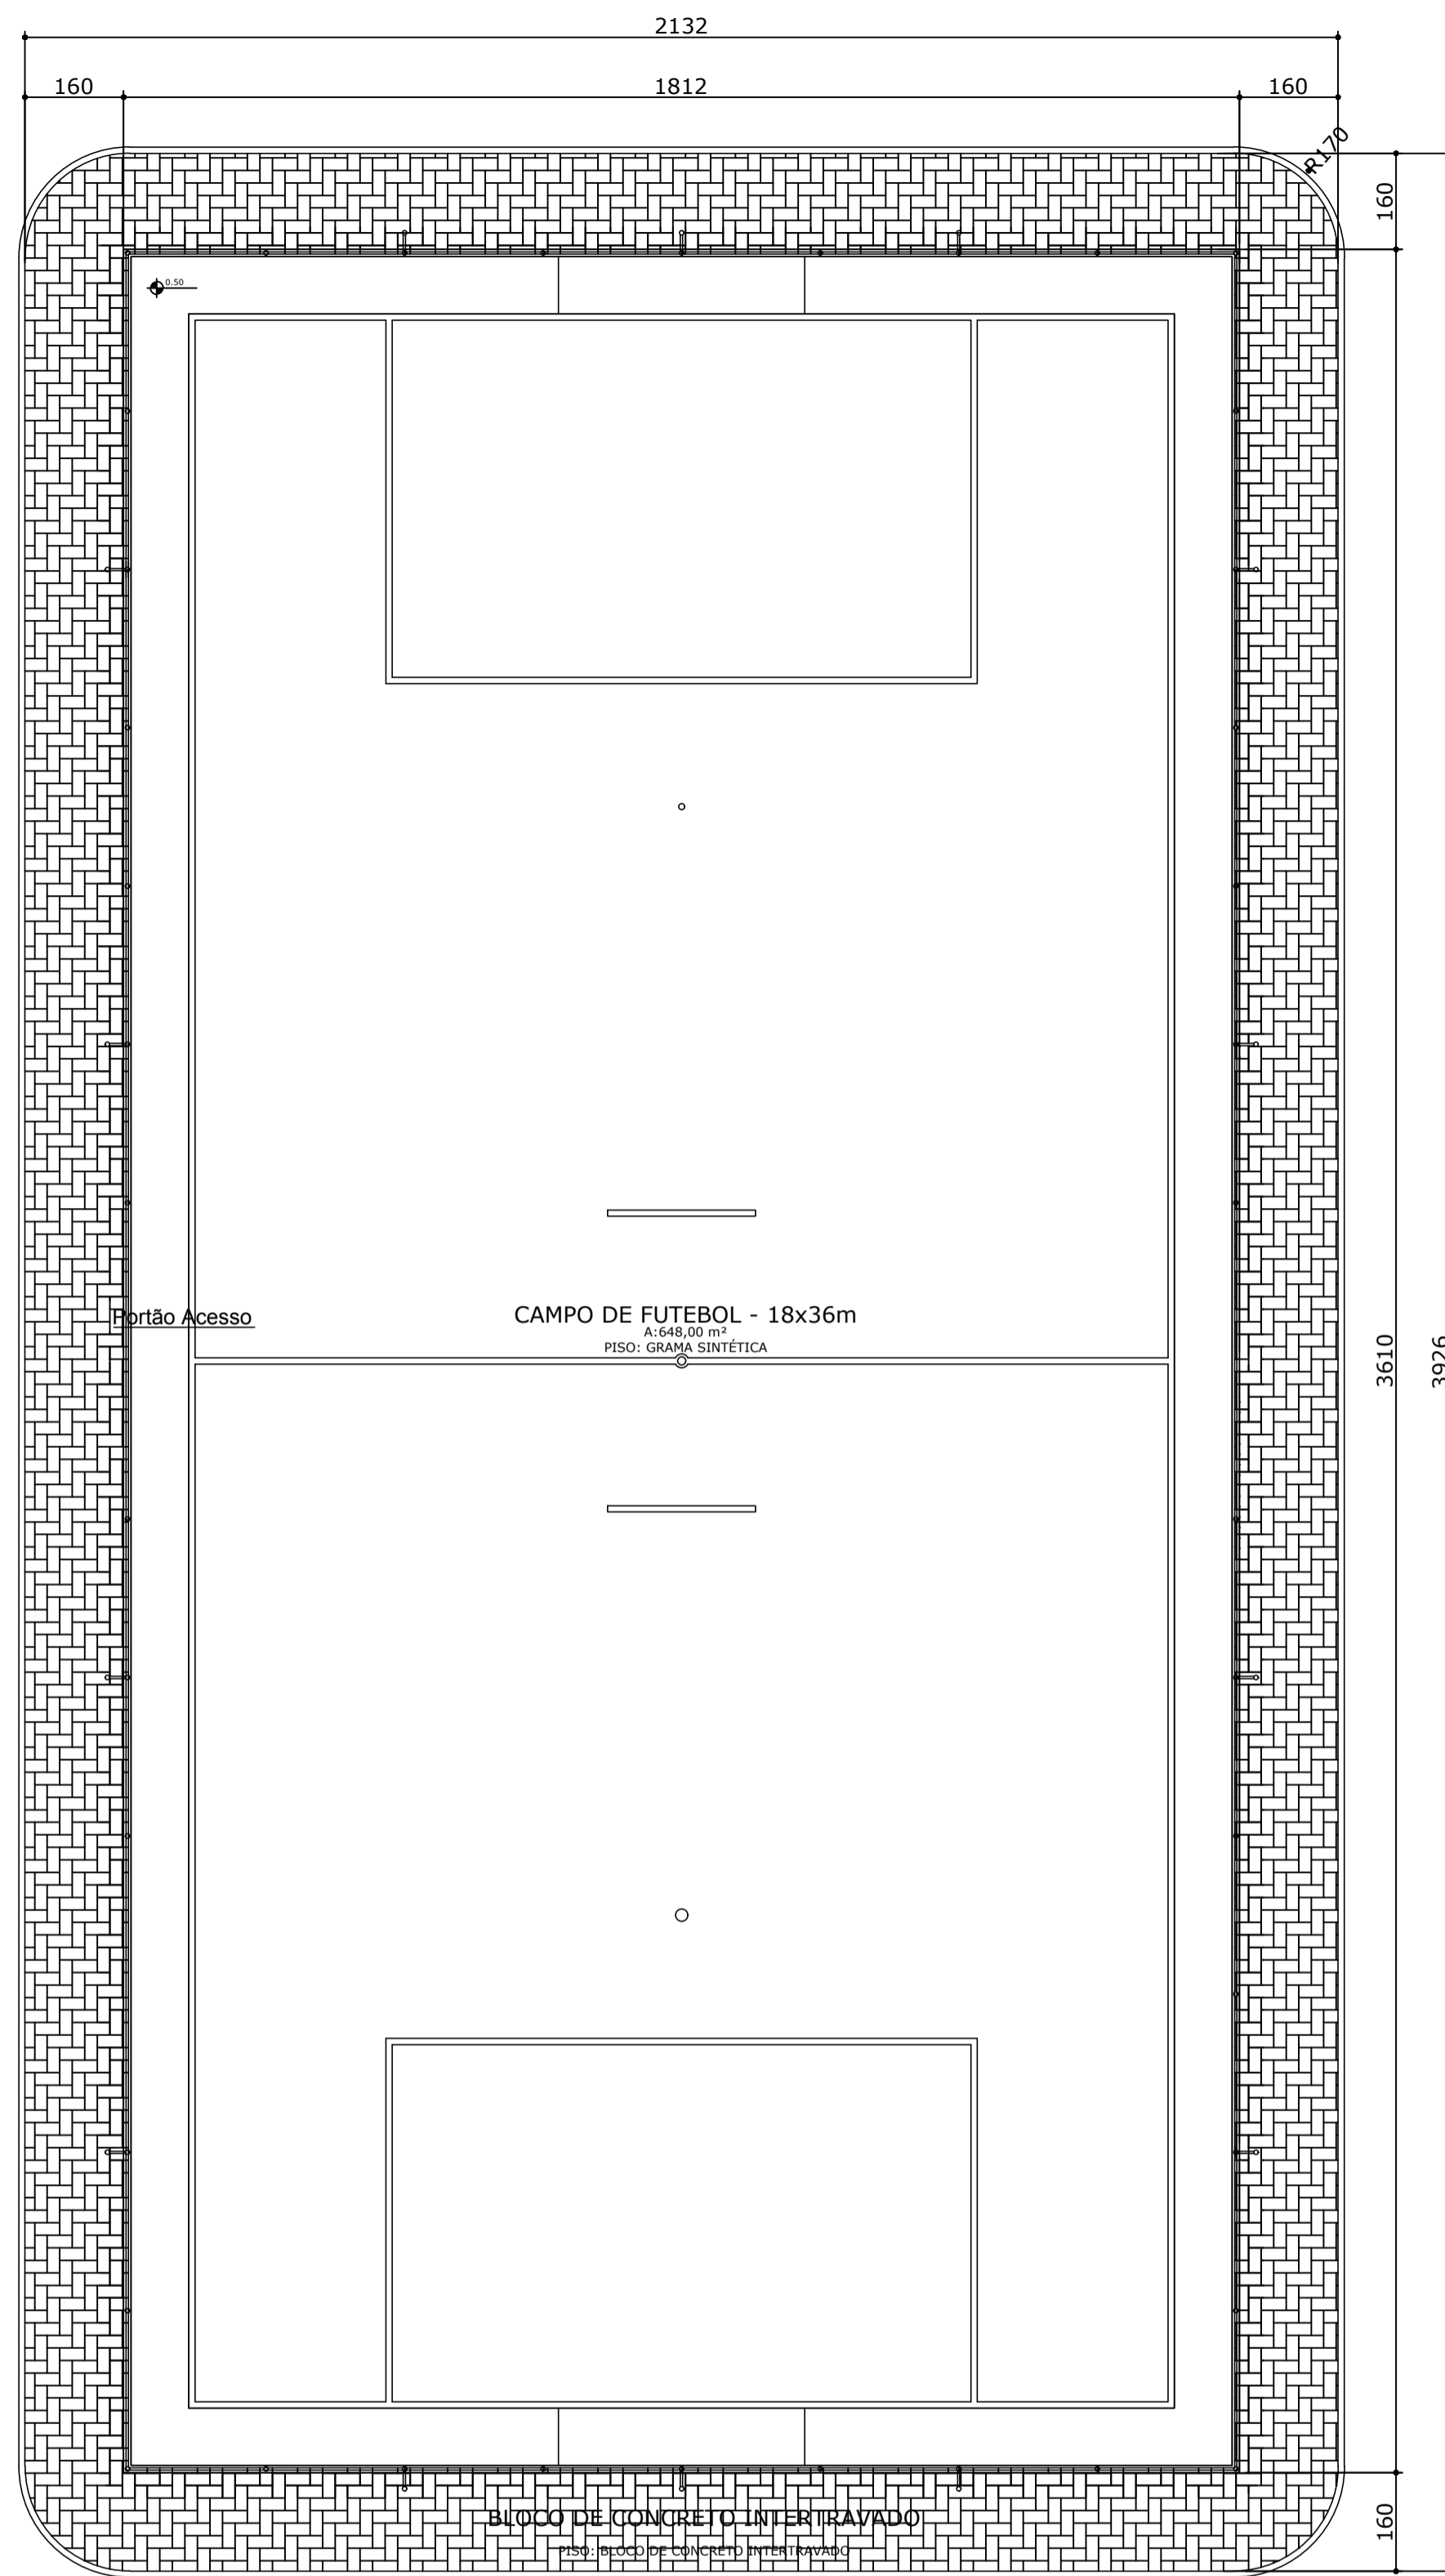 2132
160
1812
160
R170
160
0.50
Portão Acesso
CAMPO DE FUTEBOL - 18x36m
A:648,00 m²
PISO: GRAMA SINTÉTICA
3610
3926
BLOCO DE CONCRETO INTERTRAVADO
PISO: BLOCO DE CONCRETO INTERTRAVADO
160